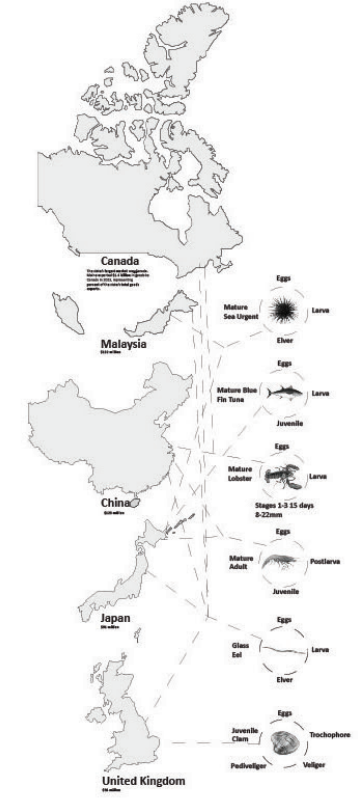 Canada
Eggs
Mature
Sea Urgent
Larva
Elver
Malaysia
$123 million
Eggs
Mature Blue
Fin Tuna
Larva
Juvenile
Eggs
Mature
Lobster
Larva
Stages 1-3 15 days
8-22mm
China
Eggs
Mature
Adult
Postlarva
Juvenile
Japan
Eggs
Glass
Eel
Larva
Elver
Eggs
Juvenile
Clam
Trochophore
Pediveliger
Veliger
United Kingdom